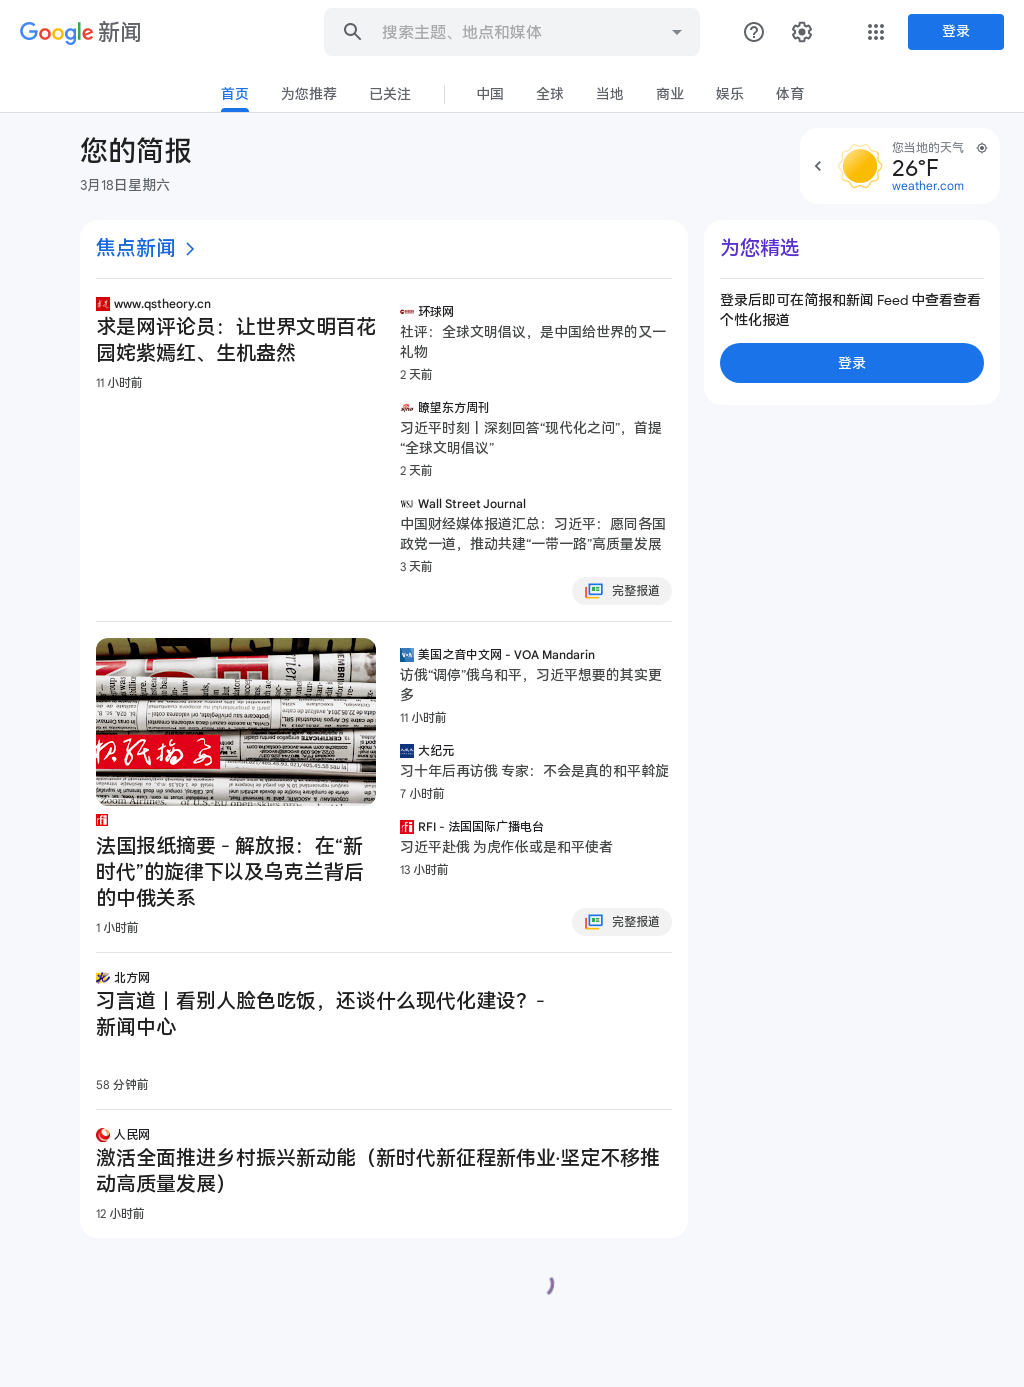 Google 新闻
搜索主题、地点和媒体
登录
首页
为您推荐
已关注
中国
全球
当地
商业
娱乐
体育
您的简报
3月18日星期六
您当地的天气
26°F
weather.com
焦点新闻
www.qstheory.cn
求是网评论员：让世界文明百花
园姹紫嫣红、生机盎然
11 小时前
环球网
社评：全球文明倡议，是中国给世界的又一
礼物
2 天前
瞭望东方周刊
习近平时刻丨深刻回答“现代化之问”，首提
“全球文明倡议”
2 天前
WSJ Wall Street Journal
中国财经媒体报道汇总：习近平：愿同各国
政党一道，推动共建“一带一路”高质量发展
3 天前
完整报道
为您精选
登录后即可在简报和新闻 Feed 中查看查看
个性化报道
登录
CERTIFICATE
法国报纸摘要 - 解放报：在“新
时代”的旋律下以及乌克兰背后
的中俄关系
1 小时前
VOA 美国之音中文网 - VOA Mandarin
访俄“调停”俄乌和平，习近平想要的其实更
多
11 小时前
大纪元
习十年后再访俄 专家：不会是真的和平斡旋
7 小时前
rfi RFI - 法国国际广播电台
习近平赴俄 为虎作伥或是和平使者
13 小时前
完整报道
北方网
习言道丨看别人脸色吃饭，还谈什么现代化建设？-
新闻中心
58 分钟前
人民网
激活全面推进乡村振兴新动能（新时代新征程新伟业·坚定不移推
动高质量发展）
12 小时前